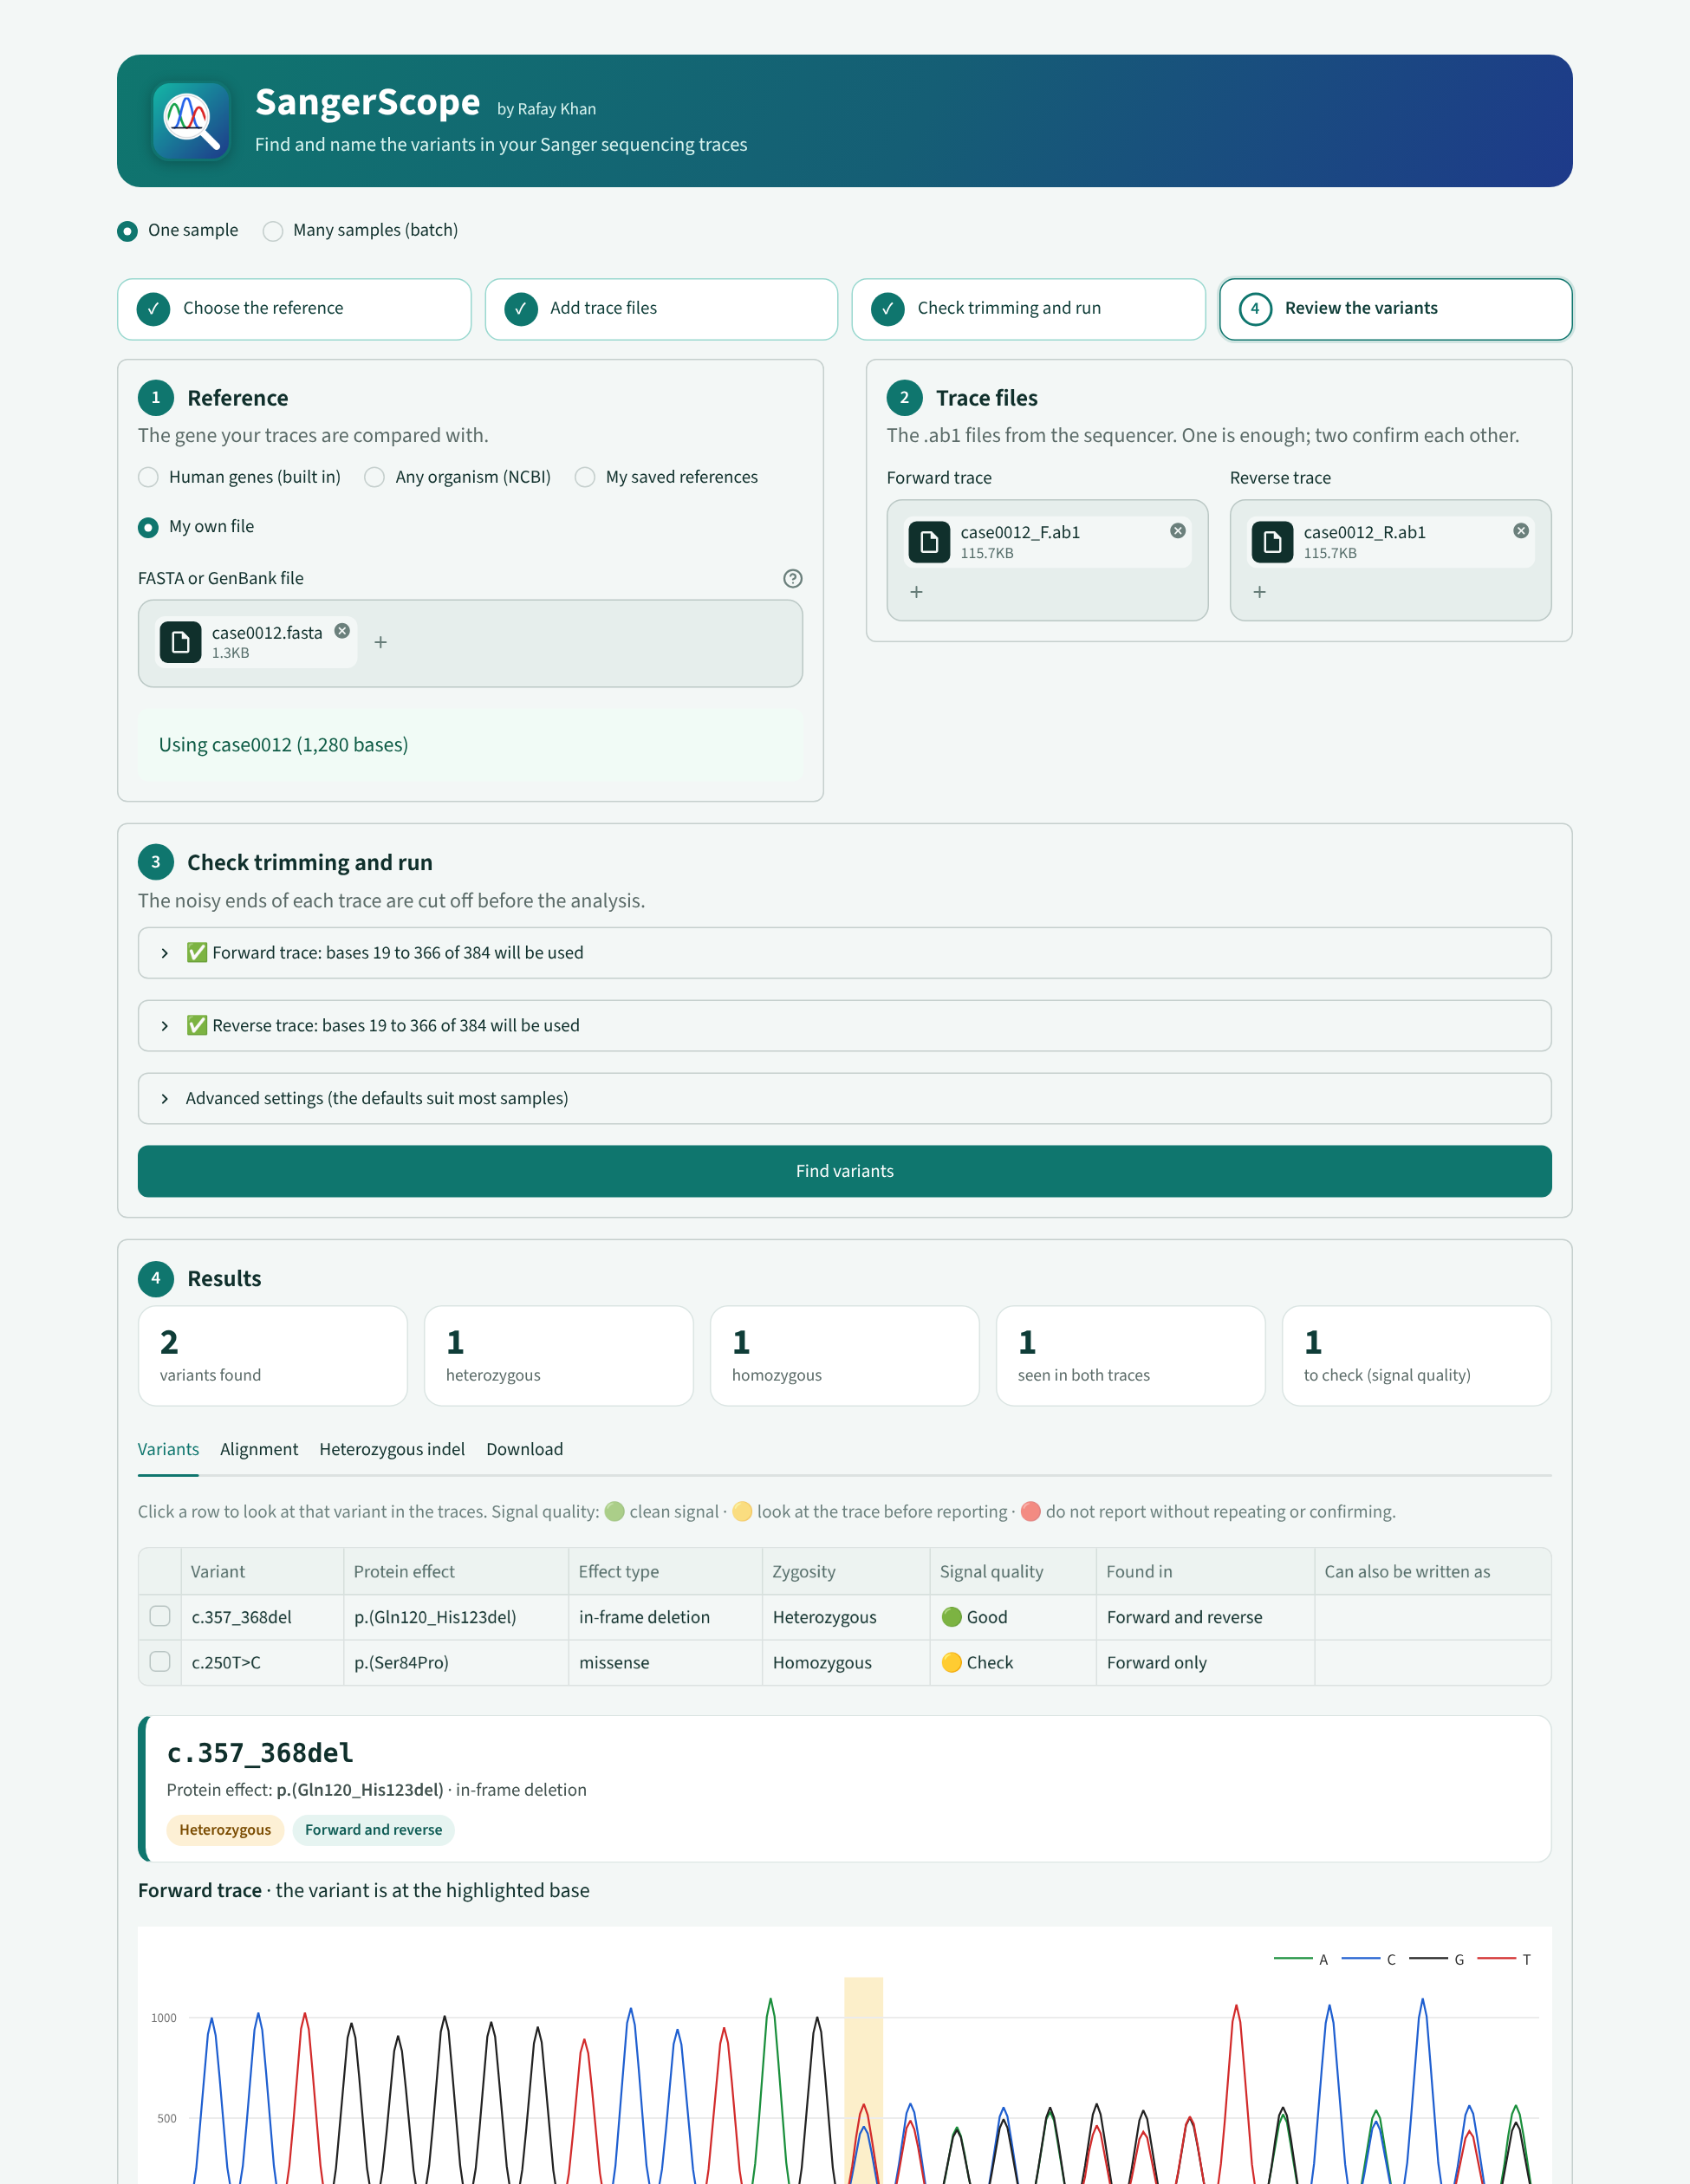 SangerScope by Rafay Khan
Find and name the variants in your Sanger sequencing traces
One sample
Many samples (batch)
✓ Choose the reference
✓ Add trace files
✓ Check trimming and run
4 Review the variants
1 Reference
The gene your traces are compared with.
Human genes (built in)
Any organism (NCBI)
My saved references
My own file
FASTA or GenBank file
?
case0012.fasta
1.3KB
+
Using case0012 (1,280 bases)
2 Trace files
The .ab1 files from the sequencer. One is enough; two confirm each other.
Forward trace
case0012_F.ab1
115.7KB
+
Reverse trace
case0012_R.ab1
115.7KB
+
3 Check trimming and run
The noisy ends of each trace are cut off before the analysis.
✅ Forward trace: bases 19 to 366 of 384 will be used
✅ Reverse trace: bases 19 to 366 of 384 will be used
Advanced settings (the defaults suit most samples)
Find variants
4 Results
2
variants found
1
heterozygous
1
homozygous
1
seen in both traces
1
to check (signal quality)
Variants Alignment Heterozygous indel Download
Click a row to look at that variant in the traces. Signal quality: 🟢 clean signal · 🟡 look at the trace before reporting · 🔴 do not report without repeating or confirming.
Variant Protein effect Effect type Zygosity Signal quality Found in Can also be written as
c.357_368del p.(Gln120_His123del) in-frame deletion Heterozygous 🟢 Good Forward and reverse
c.250T>C p.(Ser84Pro) missense Homozygous 🟡 Check Forward only
c.357_368del
Protein effect: p.(Gln120_His123del) · in-frame deletion
Heterozygous Forward and reverse
Forward trace · the variant is at the highlighted base
A C G T
1000
500